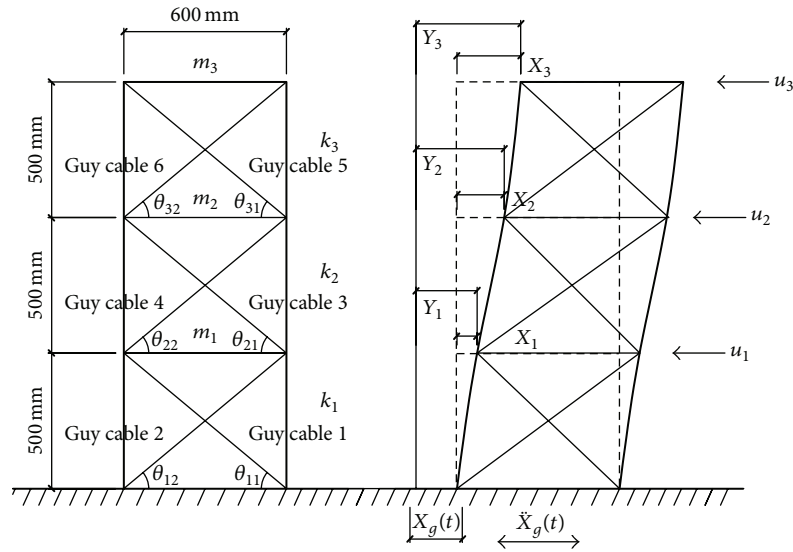 600 mm
m₃
500 mm
k₃
Guy cable 6
Guy cable 5
θ₃₂
m₂
θ₃₁
500 mm
k₂
Guy cable 4
Guy cable 3
θ₂₂
m₁
θ₂₁
500 mm
k₁
Guy cable 2
Guy cable 1
θ₁₂
θ₁₁
Y₃
X₃
u₃
Y₂
X₂
u₂
Y₁
X₁
u₁
X_g(t)
Ẍ_g(t)